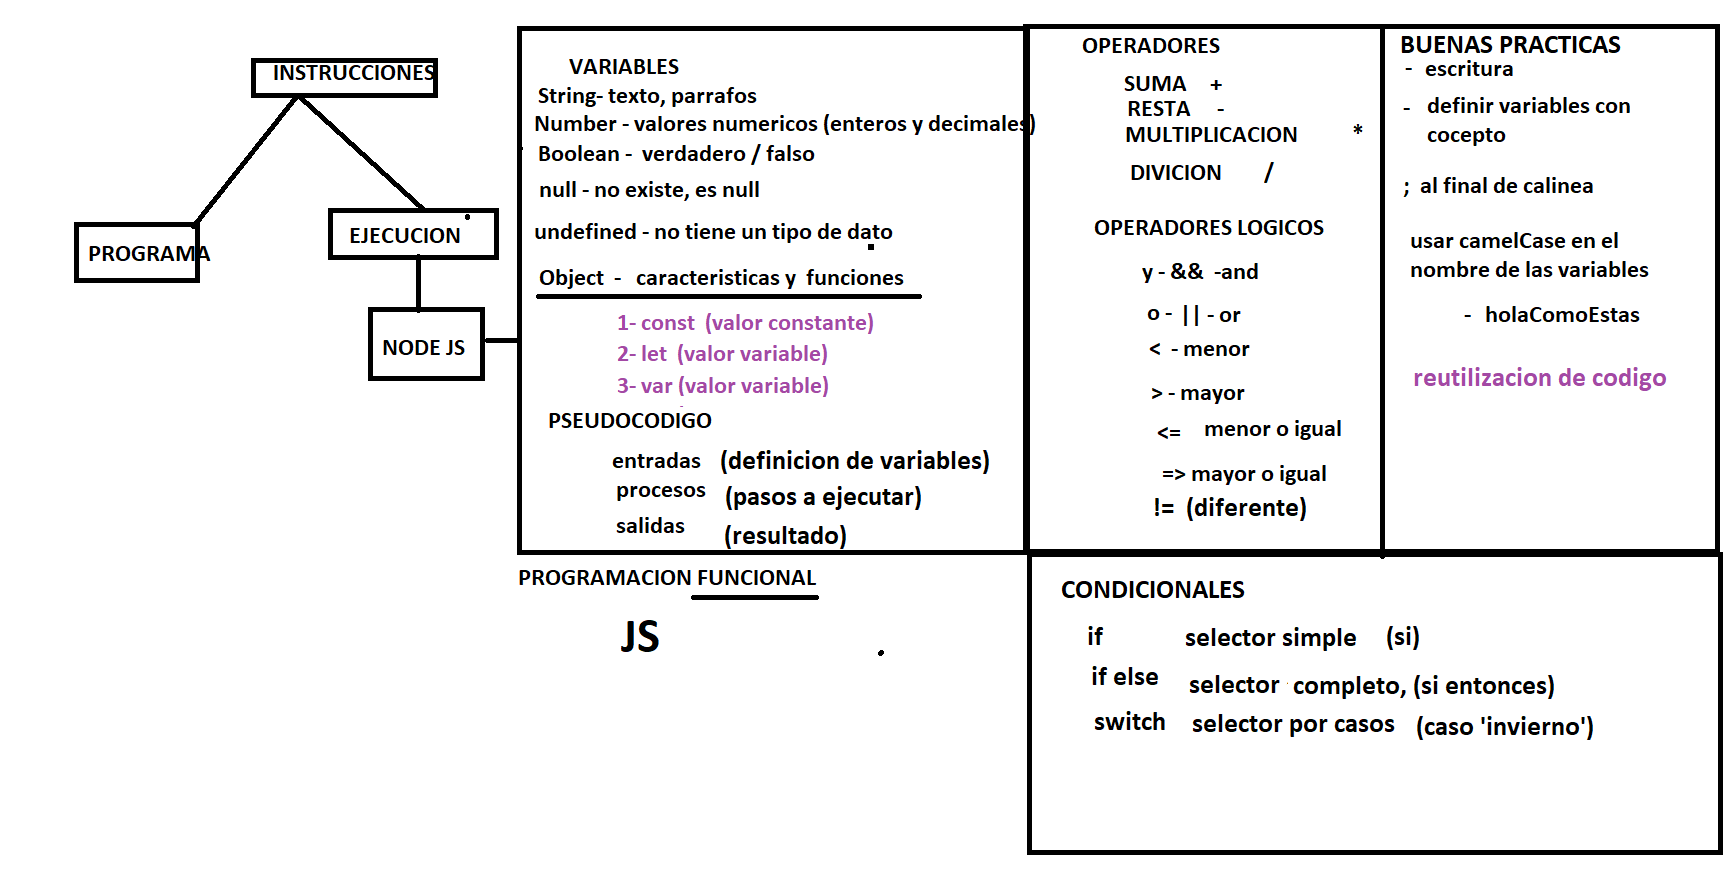 INSTRUCCIONES
PROGRAMA
EJECUCION
NODE JS
VARIABLES
String- texto, parrafos
Number - valores numericos (enteros y decimales)
Boolean - verdadero / falso
null - no existe, es null
undefined - no tiene un tipo de dato
Object - caracteristicas y funciones
1- const (valor constante)
2- let (valor variable)
3- var (valor variable)
PSEUDOCODIGO
entradas (definicion de variables)
procesos (pasos a ejecutar)
salidas (resultado)
PROGRAMACION FUNCIONAL
JS
OPERADORES
SUMA +
RESTA -
MULTIPLICACION *
DIVICION /
OPERADORES LOGICOS
y - && -and
o - || - or
< - menor
> - mayor
<= menor o igual
=> mayor o igual
!= (diferente)
BUENAS PRACTICAS
- escritura
- definir variables con
cocepto
; al final de calinea
usar camelCase en el
nombre de las variables
- holaComoEstas
reutilizacion de codigo
CONDICIONALES
if selector simple (si)
if else selector completo, (si entonces)
switch selector por casos (caso 'invierno')